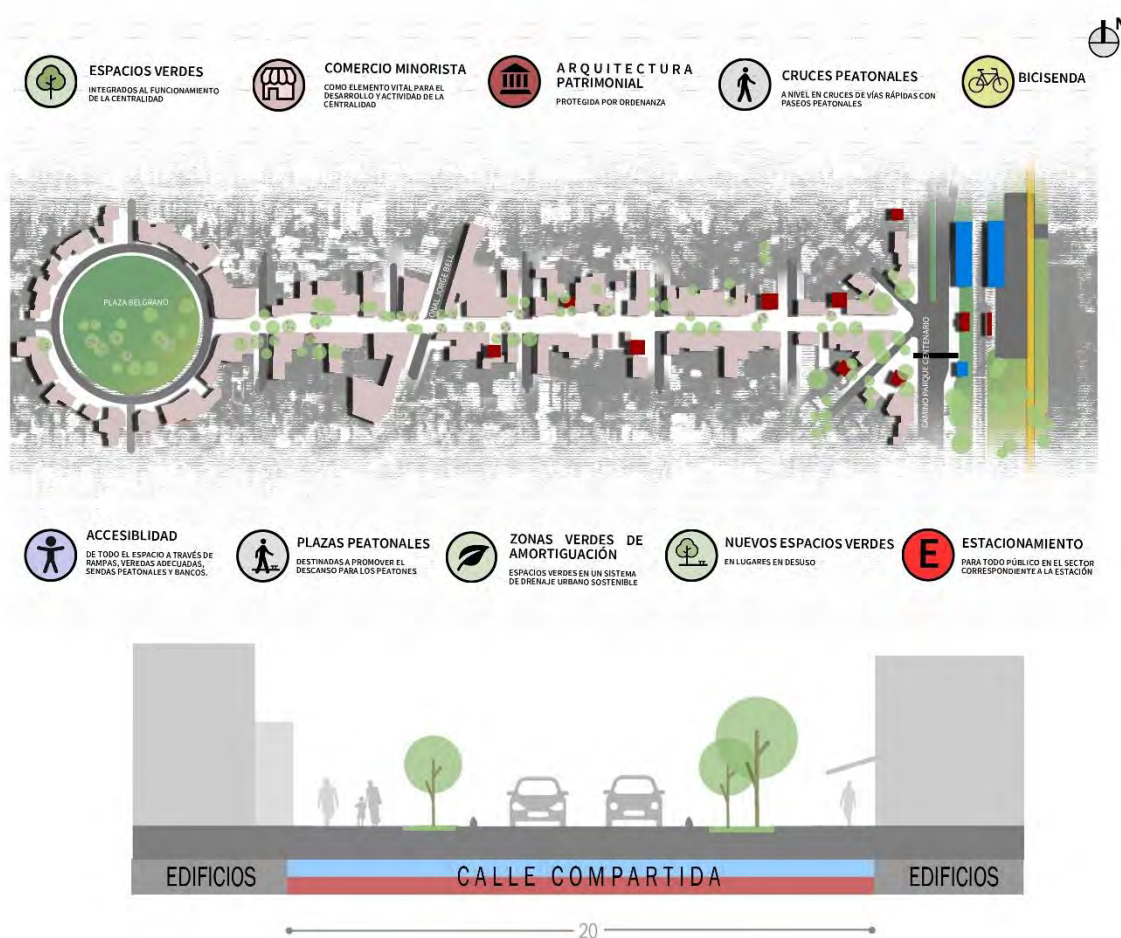 N
ESPACIOS VERDES
INTEGRADOS AL FUNCIONAMIENTO
DE LA CENTRALIDAD
COMERCIO MINORISTA
COMO ELEMENTO VITAL PARA EL
DESARROLLO Y ACTIVIDAD DE LA
CENTRALIDAD
ARQUITECTURA
PATRIMONIAL
PROTEGIDA POR ORDENANZA
CRUCES PEATONALES
A NIVEL EN CRUCES DE VÍAS RÁPIDAS CON
PASEOS PEATONALES
BICISENDA
PLAZA BELGRANO
ONAL JORGE BELL
CAMINO PARQUE CENTENARIO
ACCESIBLIDAD
DE TODO EL ESPACIO A TRAVÉS DE
RAMPAS, VEREDAS ADECUADAS,
SENDAS PEATONALES Y BANCOS.
PLAZAS PEATONALES
DESTINADAS A PROMOVER EL
DESCANSO PARA LOS PEATONES
ZONAS VERDES DE
AMORTIGUACIÓN
ESPACIOS VERDES EN UN SISTEMA
DE DRENAJE URBANO SOSTENIBLE
NUEVOS ESPACIOS VERDES
EN LUGARES EN DESUSO
E
ESTACIONAMIENTO
PARA TODO PÚBLICO EN EL SECTOR
CORRESPONDIENTE A LA ESTACIÓN
EDIFICIOS
CALLE COMPARTIDA
EDIFICIOS
20